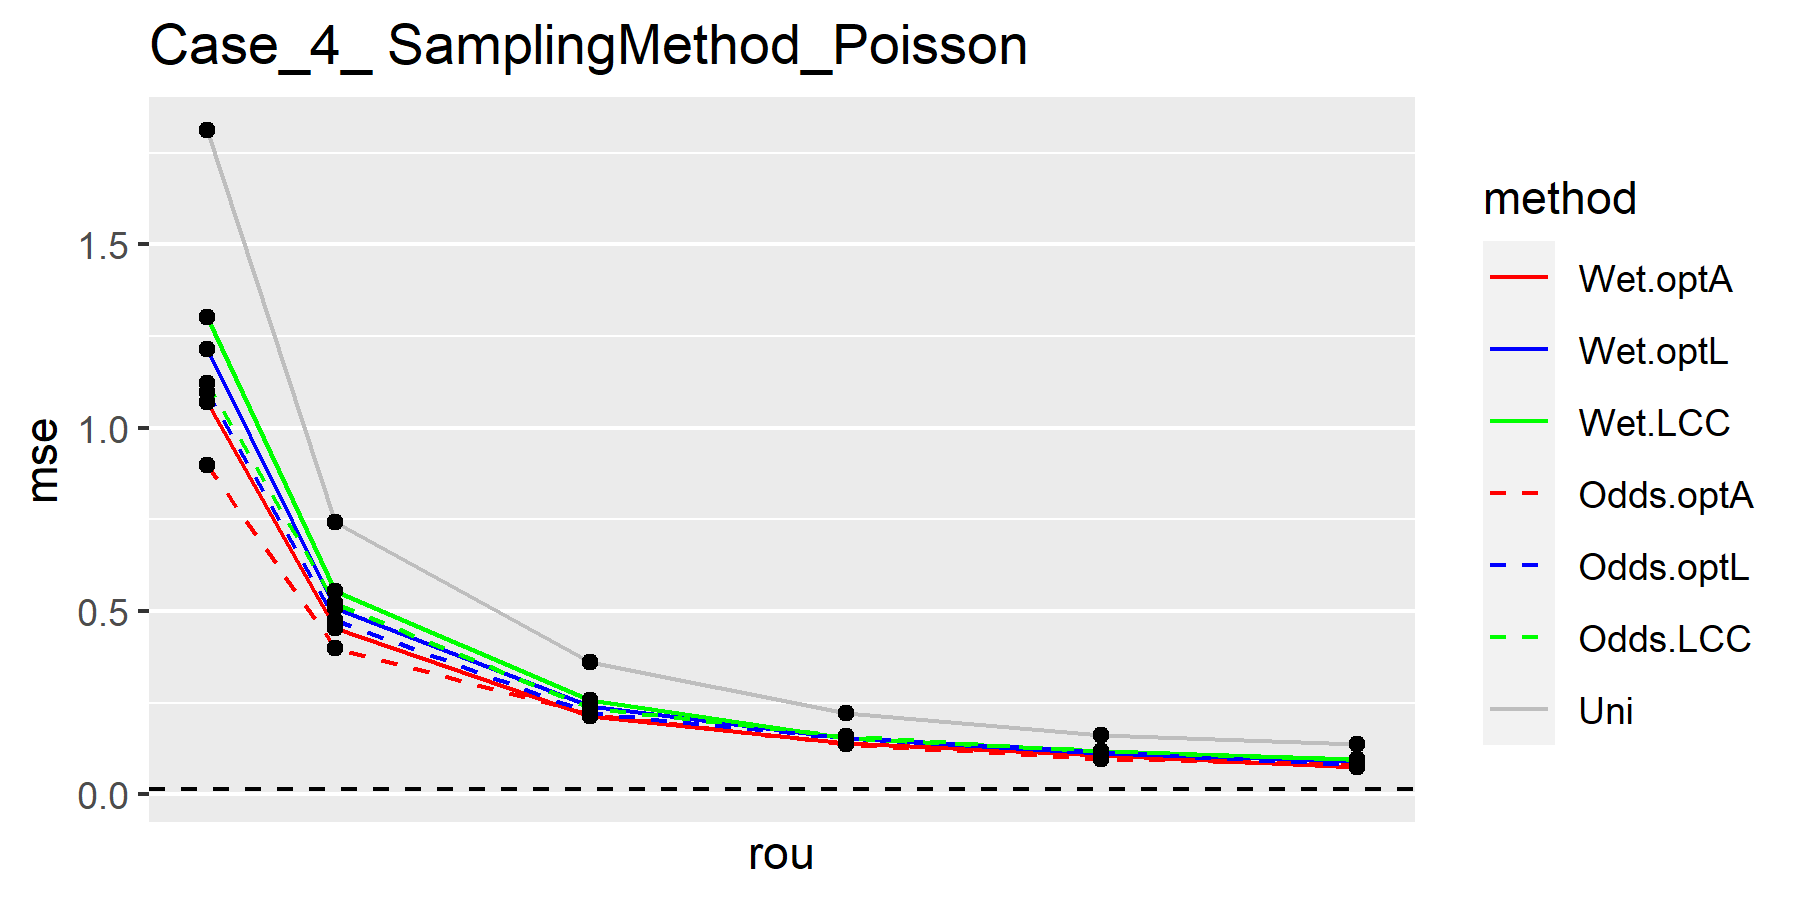 Case_4_ SamplingMethod_Poisson
mse
1.5
1.0
0.5
0.0
rou
method
Wet.optA
Wet.optL
Wet.LCC
Odds.optA
Odds.optL
Odds.LCC
Uni